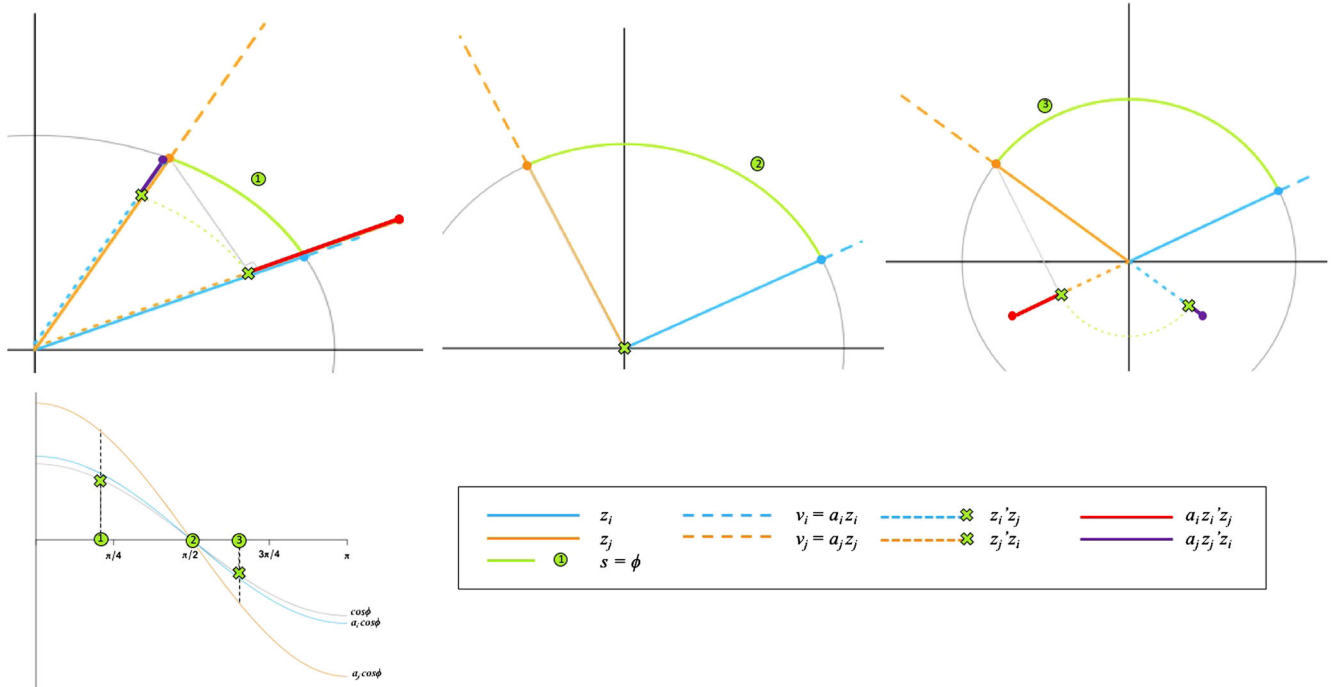 1
2
3
1
2
3
π/4
π/2
3π/4
π
cosϕ
a_i cosϕ
a_j cosϕ
z_i
v_i = a_i z_i
z_i'z_j
a_i z_i'z_j
z_j
v_j = a_j z_j
z_j'z_i
a_j z_j'z_i
1
s = ϕ